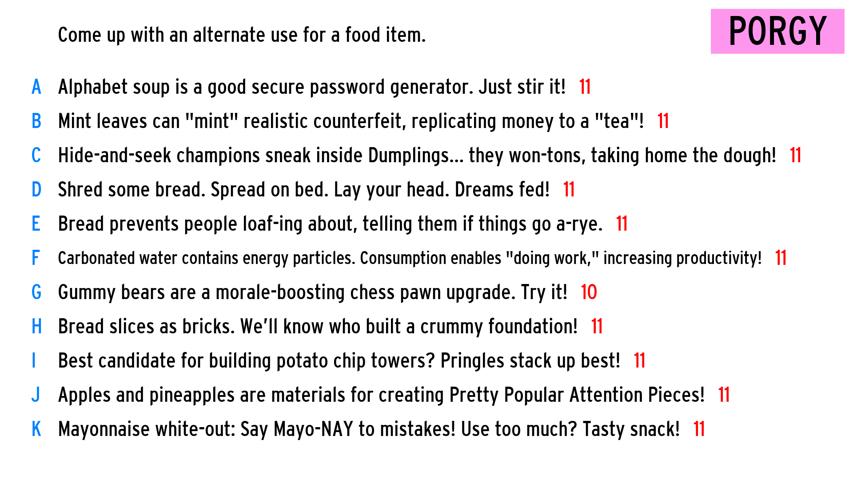 Come up with an alternate use for a food item.
PORGY
A Alphabet soup is a good secure password generator. Just stir it! 11
B Mint leaves can "mint" realistic counterfeit, replicating money to a "tea"! 11
C Hide-and-seek champions sneak inside Dumplings... they won-tons, taking home the dough! 11
D Shred some bread. Spread on bed. Lay your head. Dreams fed! 11
E Bread prevents people loaf-ing about, telling them if things go a-rye. 11
F Carbonated water contains energy particles. Consumption enables "doing work," increasing productivity! 11
G Gummy bears are a morale-boosting chess pawn upgrade. Try it! 10
H Bread slices as bricks. We'll know who built a crummy foundation! 11
I Best candidate for building potato chip towers? Pringles stack up best! 11
J Apples and pineapples are materials for creating Pretty Popular Attention Pieces! 11
K Mayonnaise white-out: Say Mayo-NAY to mistakes! Use too much? Tasty snack! 11